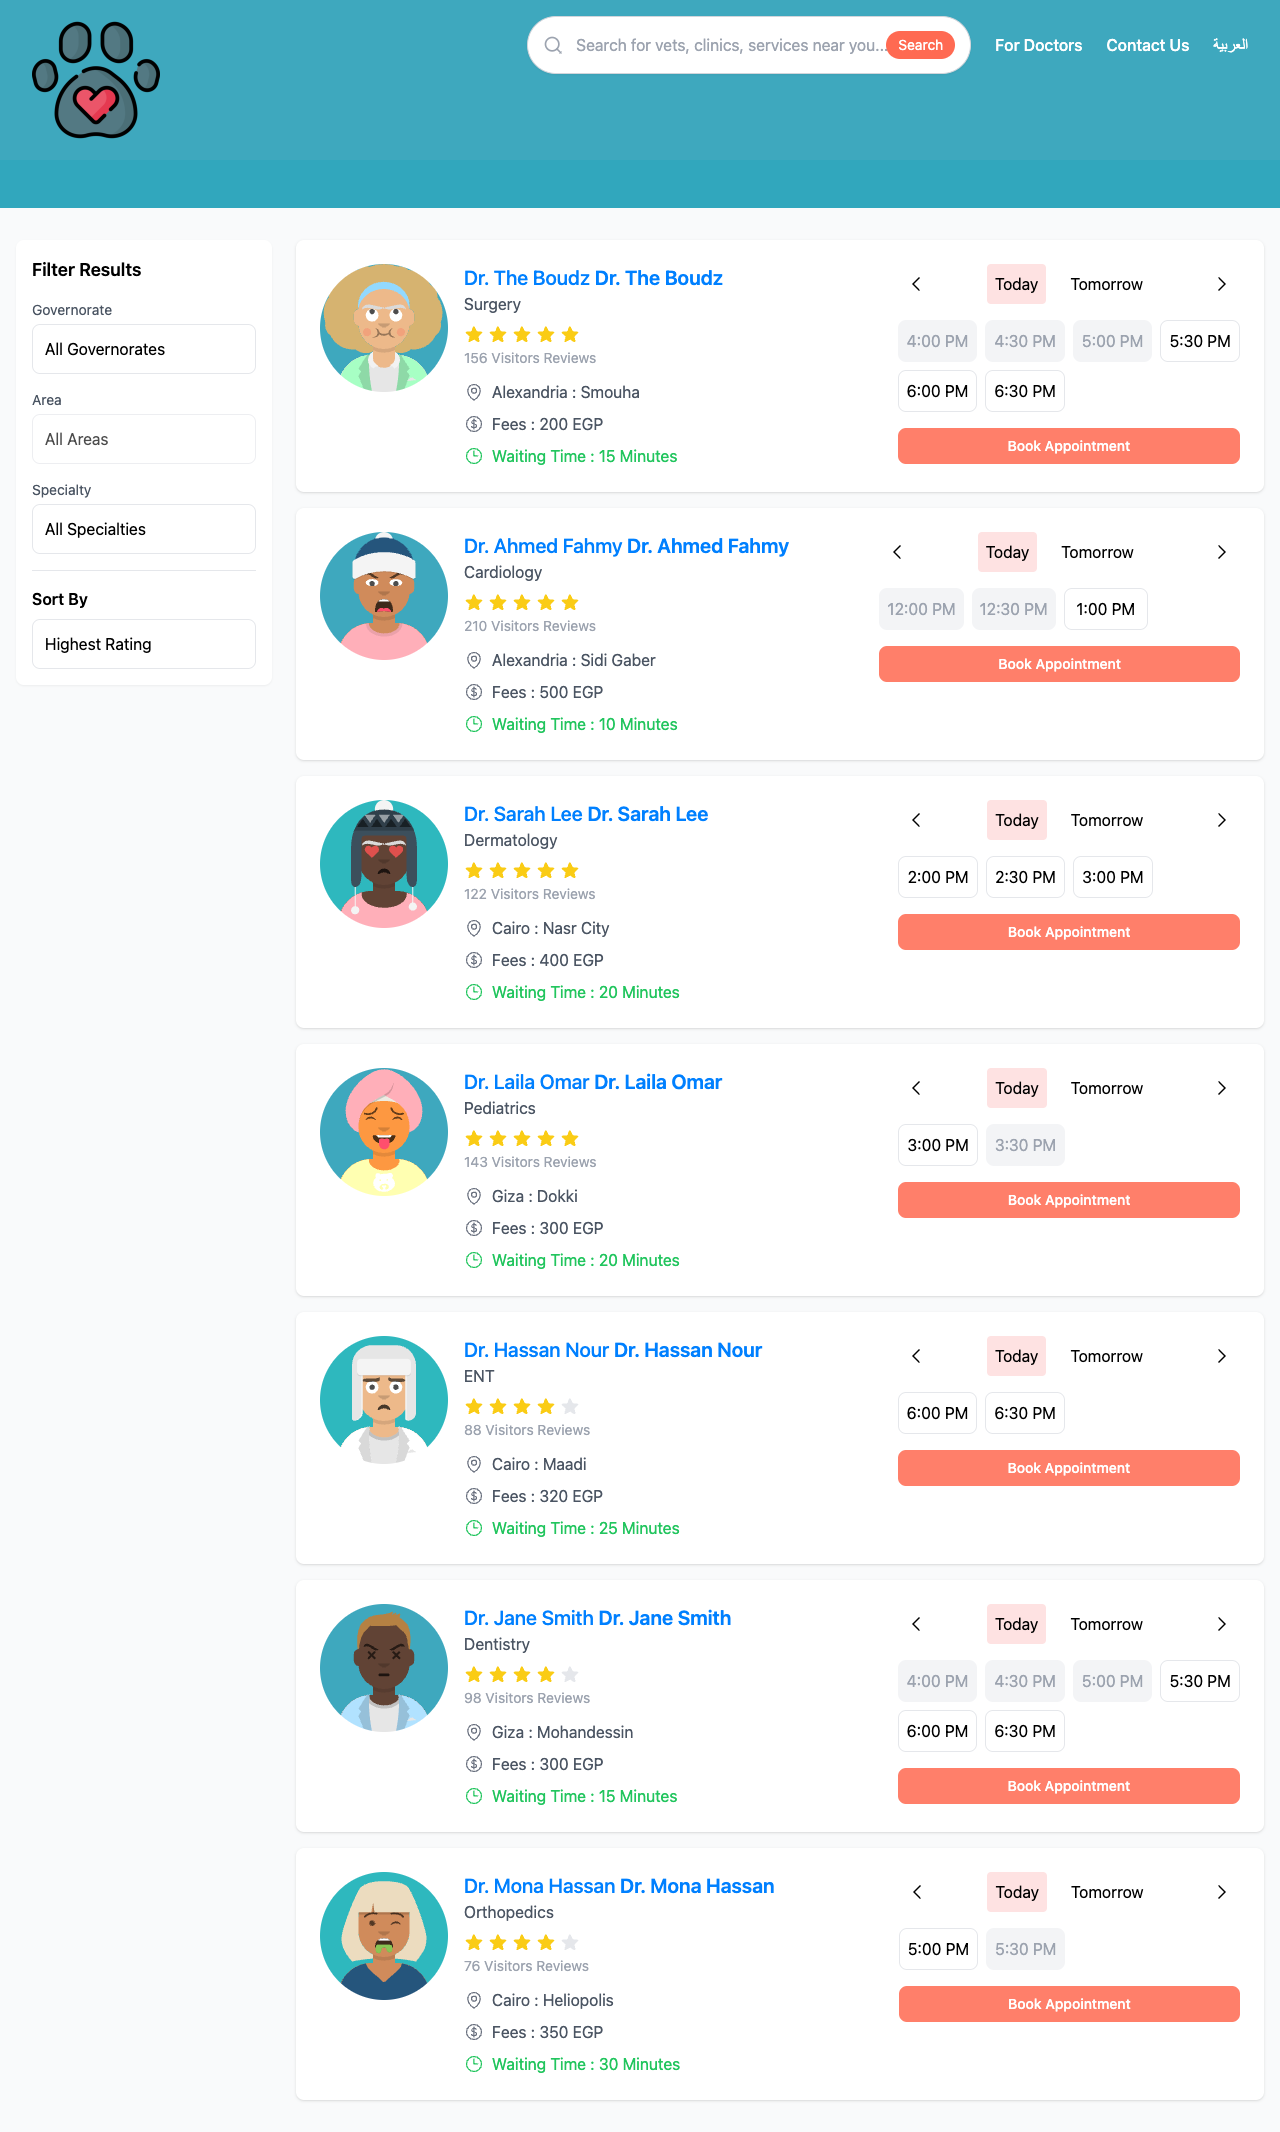 Search for vets, clinics, services near you...
Search
For Doctors
Contact Us
العربية
Filter Results
Governorate
All Governorates
Area
All Areas
Specialty
All Specialties
Sort By
Highest Rating
Dr. The Boudz Dr. The Boudz
Surgery
156 Visitors Reviews
Alexandria : Smouha
Fees : 200 EGP
Waiting Time : 15 Minutes
Today
Tomorrow
4:00 PM 4:30 PM 5:00 PM 5:30 PM
6:00 PM 6:30 PM
Book Appointment
Dr. Ahmed Fahmy Dr. Ahmed Fahmy
Cardiology
210 Visitors Reviews
Alexandria : Sidi Gaber
Fees : 500 EGP
Waiting Time : 10 Minutes
Today
Tomorrow
12:00 PM 12:30 PM 1:00 PM
Book Appointment
Dr. Sarah Lee Dr. Sarah Lee
Dermatology
122 Visitors Reviews
Cairo : Nasr City
Fees : 400 EGP
Waiting Time : 20 Minutes
Today
Tomorrow
2:00 PM 2:30 PM 3:00 PM
Book Appointment
Dr. Laila Omar Dr. Laila Omar
Pediatrics
143 Visitors Reviews
Giza : Dokki
Fees : 300 EGP
Waiting Time : 20 Minutes
Today
Tomorrow
3:00 PM 3:30 PM
Book Appointment
Dr. Hassan Nour Dr. Hassan Nour
ENT
88 Visitors Reviews
Cairo : Maadi
Fees : 320 EGP
Waiting Time : 25 Minutes
Today
Tomorrow
6:00 PM 6:30 PM
Book Appointment
Dr. Jane Smith Dr. Jane Smith
Dentistry
98 Visitors Reviews
Giza : Mohandessin
Fees : 300 EGP
Waiting Time : 15 Minutes
Today
Tomorrow
4:00 PM 4:30 PM 5:00 PM 5:30 PM
6:00 PM 6:30 PM
Book Appointment
Dr. Mona Hassan Dr. Mona Hassan
Orthopedics
76 Visitors Reviews
Cairo : Heliopolis
Fees : 350 EGP
Waiting Time : 30 Minutes
Today
Tomorrow
5:00 PM 5:30 PM
Book Appointment